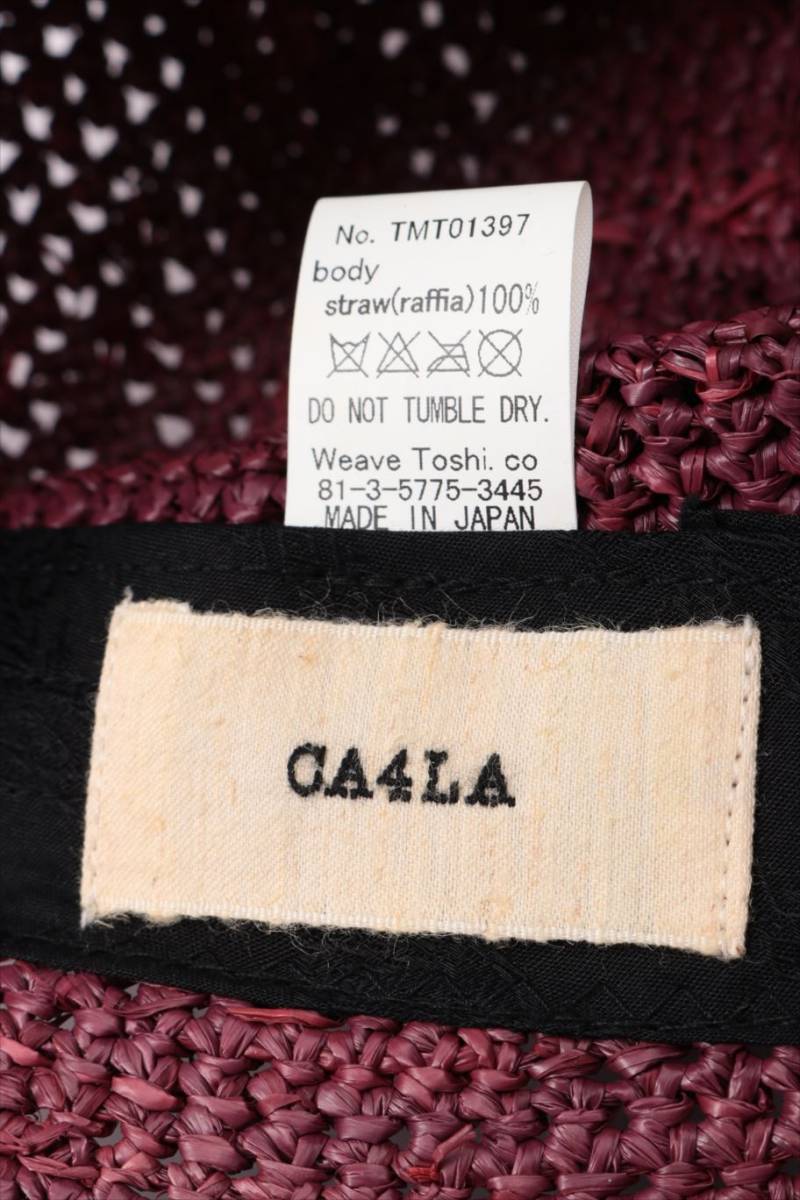 No. TMT01397
body
straw(raffia)100%
DO NOT TUMBLE DRY.
Weave Toshi. co
81-3-5775-3445
MADE IN JAPAN
CA4LA